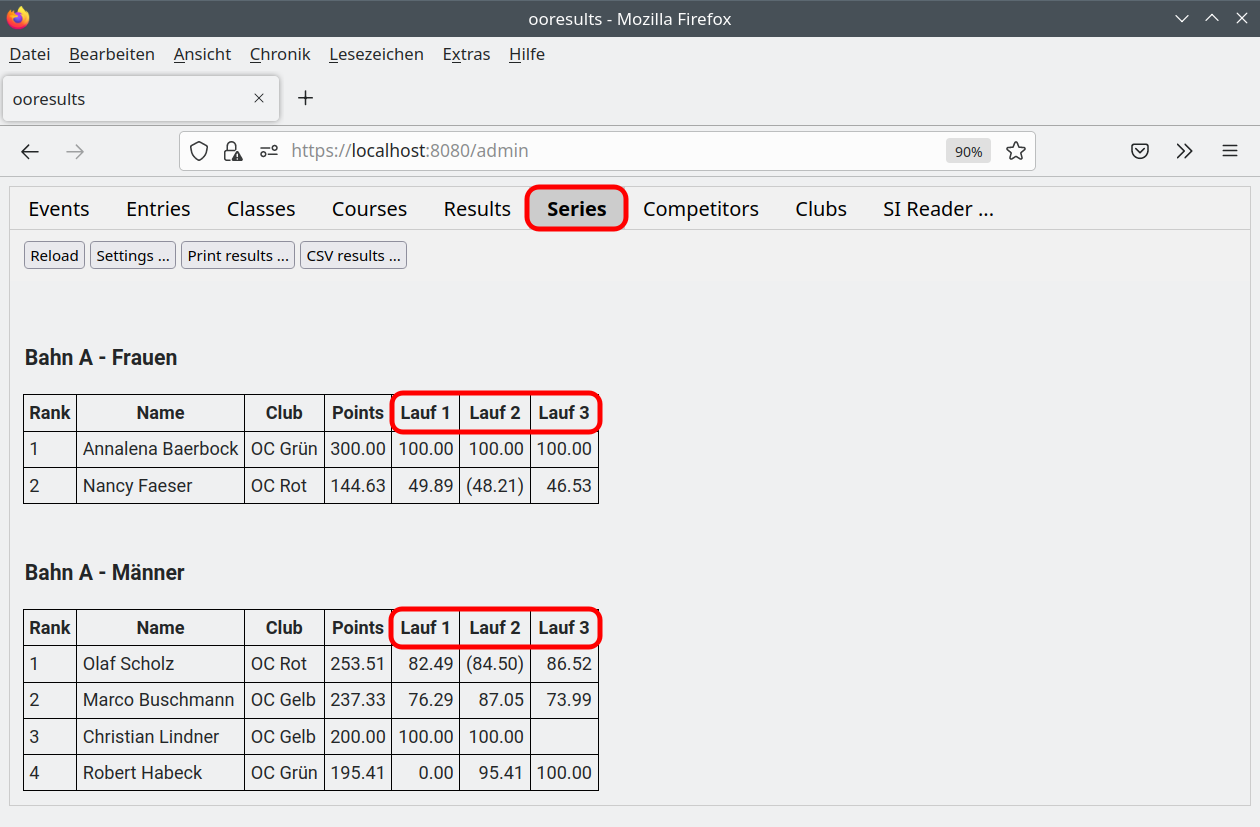 ooresults - Mozilla Firefox
Datei Bearbeiten Ansicht Chronik Lesezeichen Extras Hilfe
ooresults
https://localhost:8080/admin 90%
Events Entries Classes Courses Results Series Competitors Clubs SI Reader ...
Reload Settings ... Print results ... CSV results ...
Bahn A - Frauen
Rank Name Club Points Lauf 1 Lauf 2 Lauf 3
1 Annalena Baerbock OC Grün 300.00 100.00 100.00 100.00
2 Nancy Faeser OC Rot 144.63 49.89 (48.21) 46.53
Bahn A - Männer
Rank Name Club Points Lauf 1 Lauf 2 Lauf 3
1 Olaf Scholz OC Rot 253.51 82.49 (84.50) 86.52
2 Marco Buschmann OC Gelb 237.33 76.29 87.05 73.99
3 Christian Lindner OC Gelb 200.00 100.00 100.00
4 Robert Habeck OC Grün 195.41 0.00 95.41 100.00